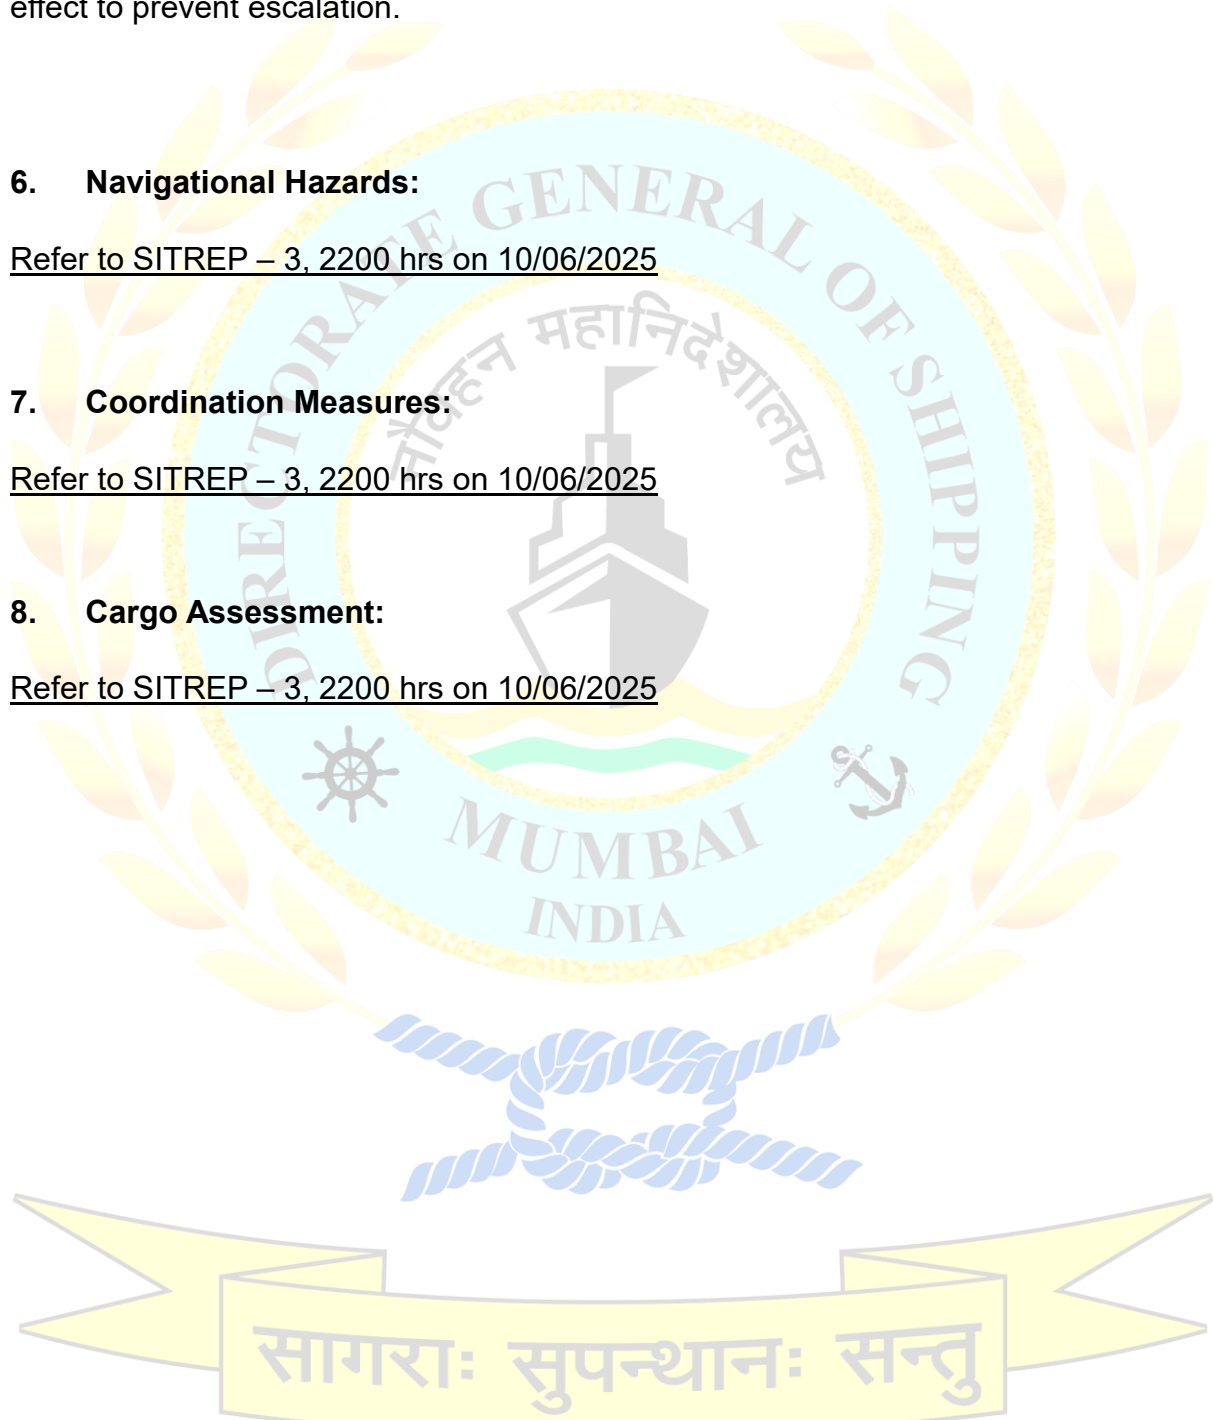 effect to prevent escalation.
6. Navigational Hazards:
Refer to SITREP – 3, 2200 hrs on 10/06/2025
7. Coordination Measures:
Refer to SITREP – 3, 2200 hrs on 10/06/2025
8. Cargo Assessment:
Refer to SITREP – 3, 2200 hrs on 10/06/2025
DIRECTORATE GENERAL OF SHIPPING
नौवहन महानिदेशालय
MUMBAI
INDIA
सागराः सुपन्थानः सन्तु